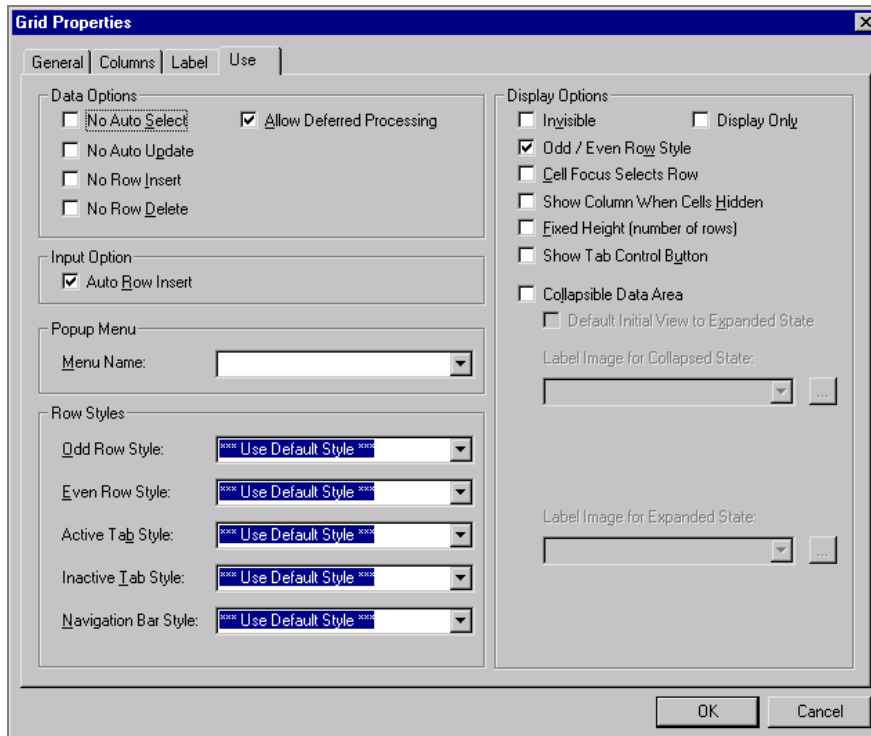 Grid Properties
General
Columns
Label
Use
Data Options
No Auto Select
Allow Deferred Processing
No Auto Update
No Row Insert
No Row Delete
Input Option
Auto Row Insert
Popup Menu
Menu Name:
Row Styles
Odd Row Style:
*** Use Default Style ***
Even Row Style:
*** Use Default Style ***
Active Tab Style:
*** Use Default Style ***
Inactive Tab Style:
*** Use Default Style ***
Navigation Bar Style:
*** Use Default Style ***
Display Options
Invisible
Display Only
Odd / Even Row Style
Cell Focus Selects Row
Show Column When Cells Hidden
Fixed Height (number of rows)
Show Tab Control Button
Collapsible Data Area
Default Initial View to Expanded State
Label Image for Collapsed State:
...
Label Image for Expanded State:
...
OK
Cancel